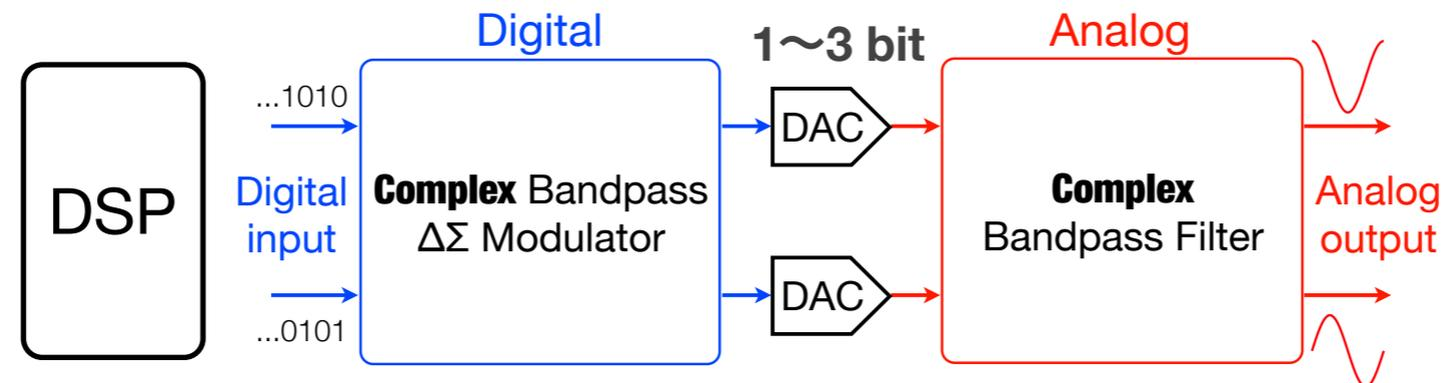 Digital
1～3 bit
Analog
...1010
DAC
DSP
Digital
input
Complex Bandpass
ΔΣ Modulator
Complex
Bandpass Filter
Analog
output
DAC
...0101